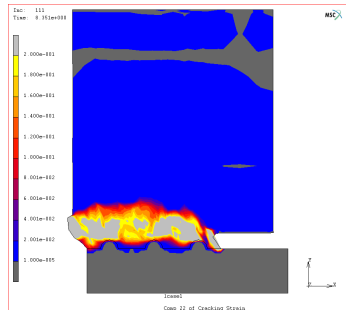 Inc: 111
Time: 8.351e+000
MSC
2.000e-001
1.800e-001
1.600e-001
1.400e-001
1.200e-001
1.000e-001
8.001e-002
6.001e-002
4.001e-002
2.002e-002
1.000e-005
Z
Y
X
lcase1
Comp 22 of Cracking Strain